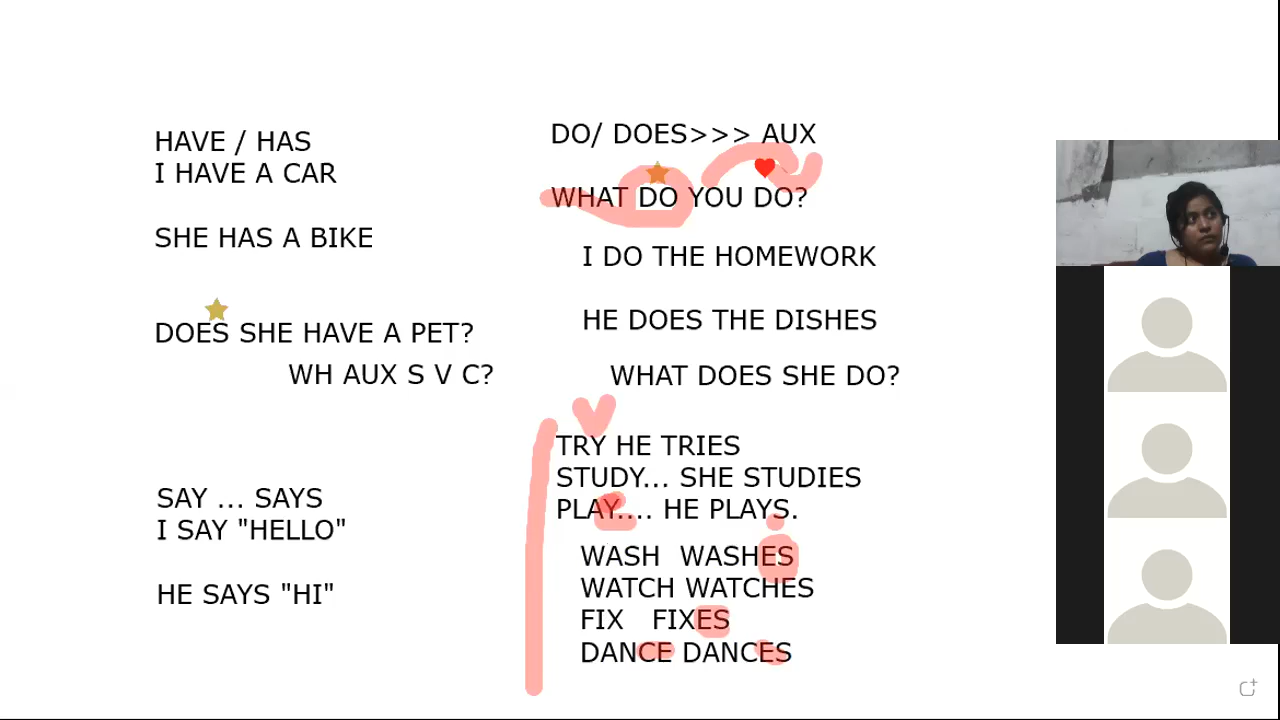 HAVE / HAS
I HAVE A CAR
SHE HAS A BIKE
DOES SHE HAVE A PET?
WH AUX S V C?
SAY ... SAYS
I SAY "HELLO"
HE SAYS "HI"
DO/ DOES>>> AUX
WHAT DO YOU DO?
I DO THE HOMEWORK
HE DOES THE DISHES
WHAT DOES SHE DO?
TRY HE TRIES
STUDY... SHE STUDIES
PLAY.... HE PLAYS.
WASH WASHES
WATCH WATCHES
FIX FIXES
DANCE DANCES